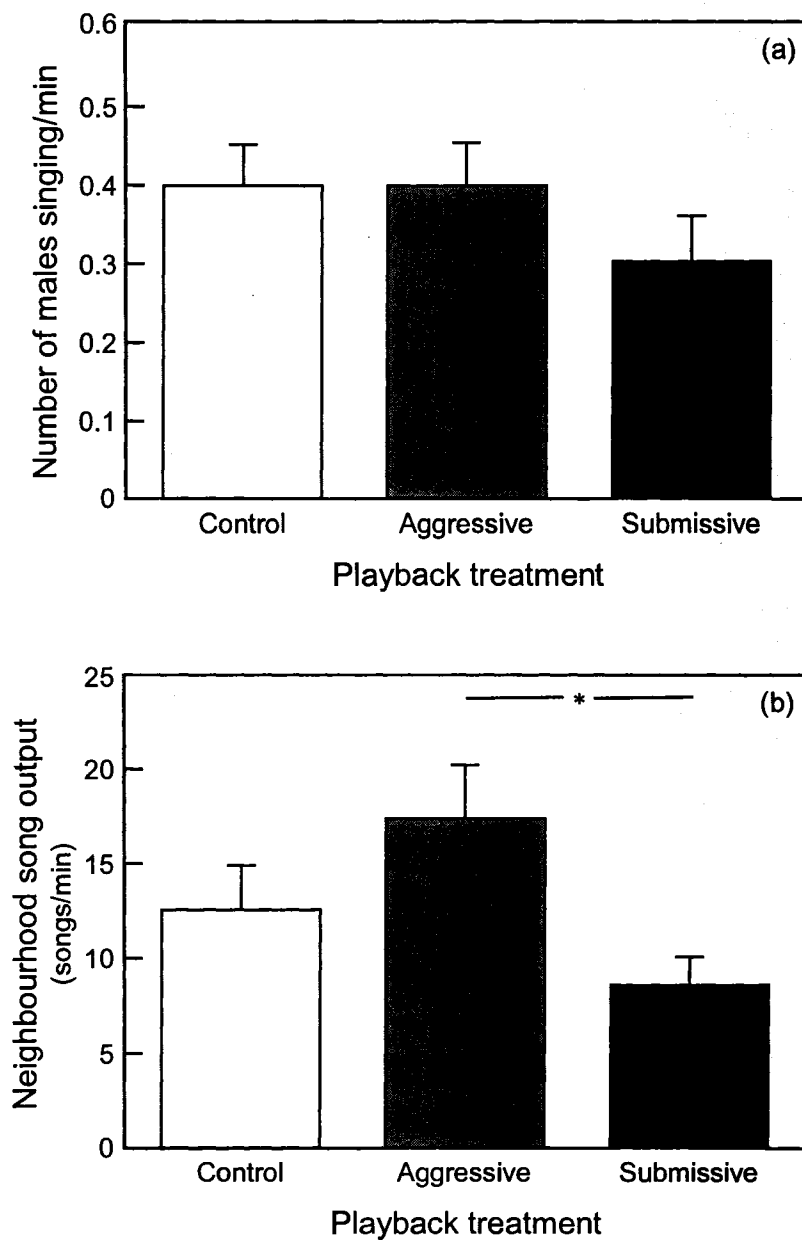 (a)
Number of males singing/min
0.6
0.5
0.4
0.3
0.2
0.1
0
Control
Aggressive
Submissive
Playback treatment
(b)
Neighbourhood song output
(songs/min)
25
20
15
10
5
0
*
Control
Aggressive
Submissive
Playback treatment